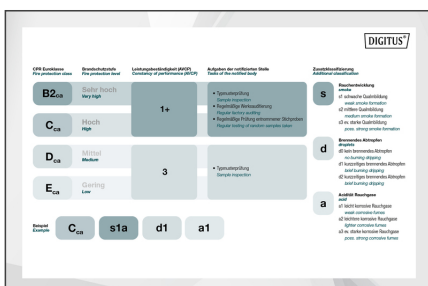 DIGITUS®
CPR Euroklasse
Fire protection class
Brandschutzstufe
Fire protection level
Leistungsbeständigkeit (AVCP)
Constancy of performance (AVCP)
Aufgaben der notifizierten Stelle
Tasks of the notified body
Zusatzklassifizierung
Additional classification
B2ca
Sehr hoch
Very high
Cca
Hoch
High
1+
• Typenueberprüfung
Sample inspection
• Regelmäßige Werksauditierung
Regular factory auditing
• Regelmäßige Prüfung entnommener Stichproben
Regular testing of random samples taken
Dca
Mittel
Medium
Eca
Gering
Low
3
• Typenueberprüfung
Sample inspection
s
Rauchentwicklung
smoke
s1 schwache Qualmbildung
weak smoke formation
s2 mittlere Qualmbildung
medium smoke formation
s3 ev. starke Qualmbildung
poss. strong smoke formation
d
Brennendes Abtropfen
droplets
d0 kein brennendes Abtropfen
no burning dripping
d1 kurzzeitiges brennendes Abtropfen
brief burning dripping
d2 kurzzeitiges brennendes Abtropfen
brief burning dripping
a
Acidität Rauchgase
acid
a1 leicht korrosive Rauchgase
weak corrosive fumes
a2 leichtere korrosive Rauchgase
lighter corrosive fumes
a3 ev. starke korrosive Rauchgase
poss. strong corrosive fumes
Beispiel
Example
Cca
s1a
d1
a1